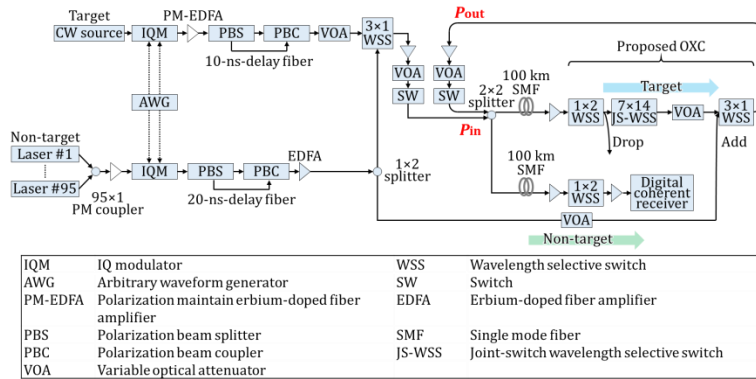 Target
CW source
IQM
PM-EDFA
PBS
PBC
VOA
3×1
WSS
10-ns-delay fiber
AWG
Non-target
Laser #1
Laser #95
95×1
PM coupler
IQM
PBS
PBC
EDFA
20-ns-delay fiber
1×2
splitter
VOA
SW
Pout
VOA
SW
Pin
2×2
splitter
100 km
SMF
Proposed OXC
Target
1×2
WSS
7×14
JS-WSS
VOA
3×1
WSS
Drop
Add
100 km
SMF
1×2
WSS
Digital
coherent
receiver
VOA
Non-target
IQM IQ modulator WSS Wavelength selective switch
AWG Arbitrary waveform generator SW Switch
PM-EDFA Polarization maintain erbium-doped fiber EDFA Erbium-doped fiber amplifier
amplifier
PBS Polarization beam splitter SMF Single mode fiber
PBC Polarization beam coupler JS-WSS Joint-switch wavelength selective switch
VOA Variable optical attenuator